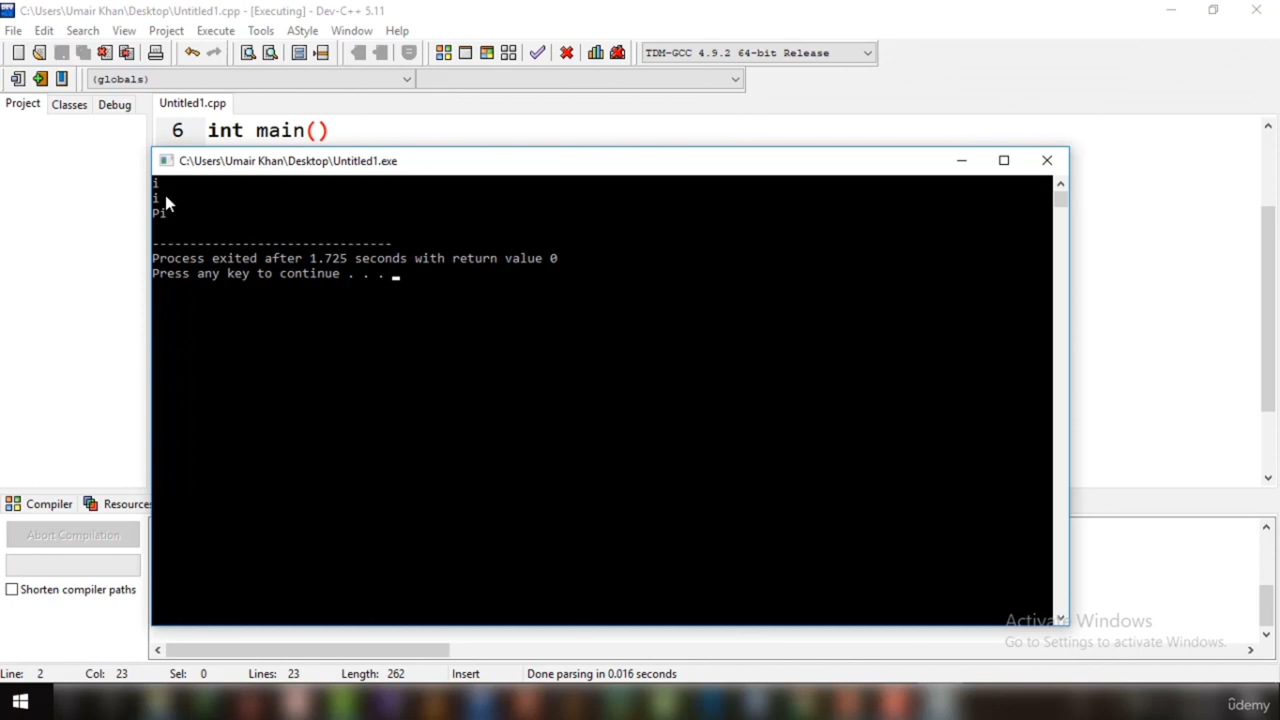 C:\Users\Umair Khan\Desktop\Untitled1.cpp - [Executing] - Dev-C++ 5.11
File Edit Search View Project Execute Tools AStyle Window Help
TDM-GCC 4.9.2 64-bit Release
(globals)
Project Classes Debug Untitled1.cpp
6 int main()
C:\Users\Umair Khan\Desktop\Untitled1.exe
i
i
Pi
--------------------------------
Process exited after 1.725 seconds with return value 0
Press any key to continue . . .
Compiler Resources
Abort Compilation
Shorten compiler paths
Activate Windows
Go to Settings to activate Windows.
Line: 2 Col: 23 Sel: 0 Lines: 23 Length: 262 Insert Done parsing in 0.016 seconds
ûdemy